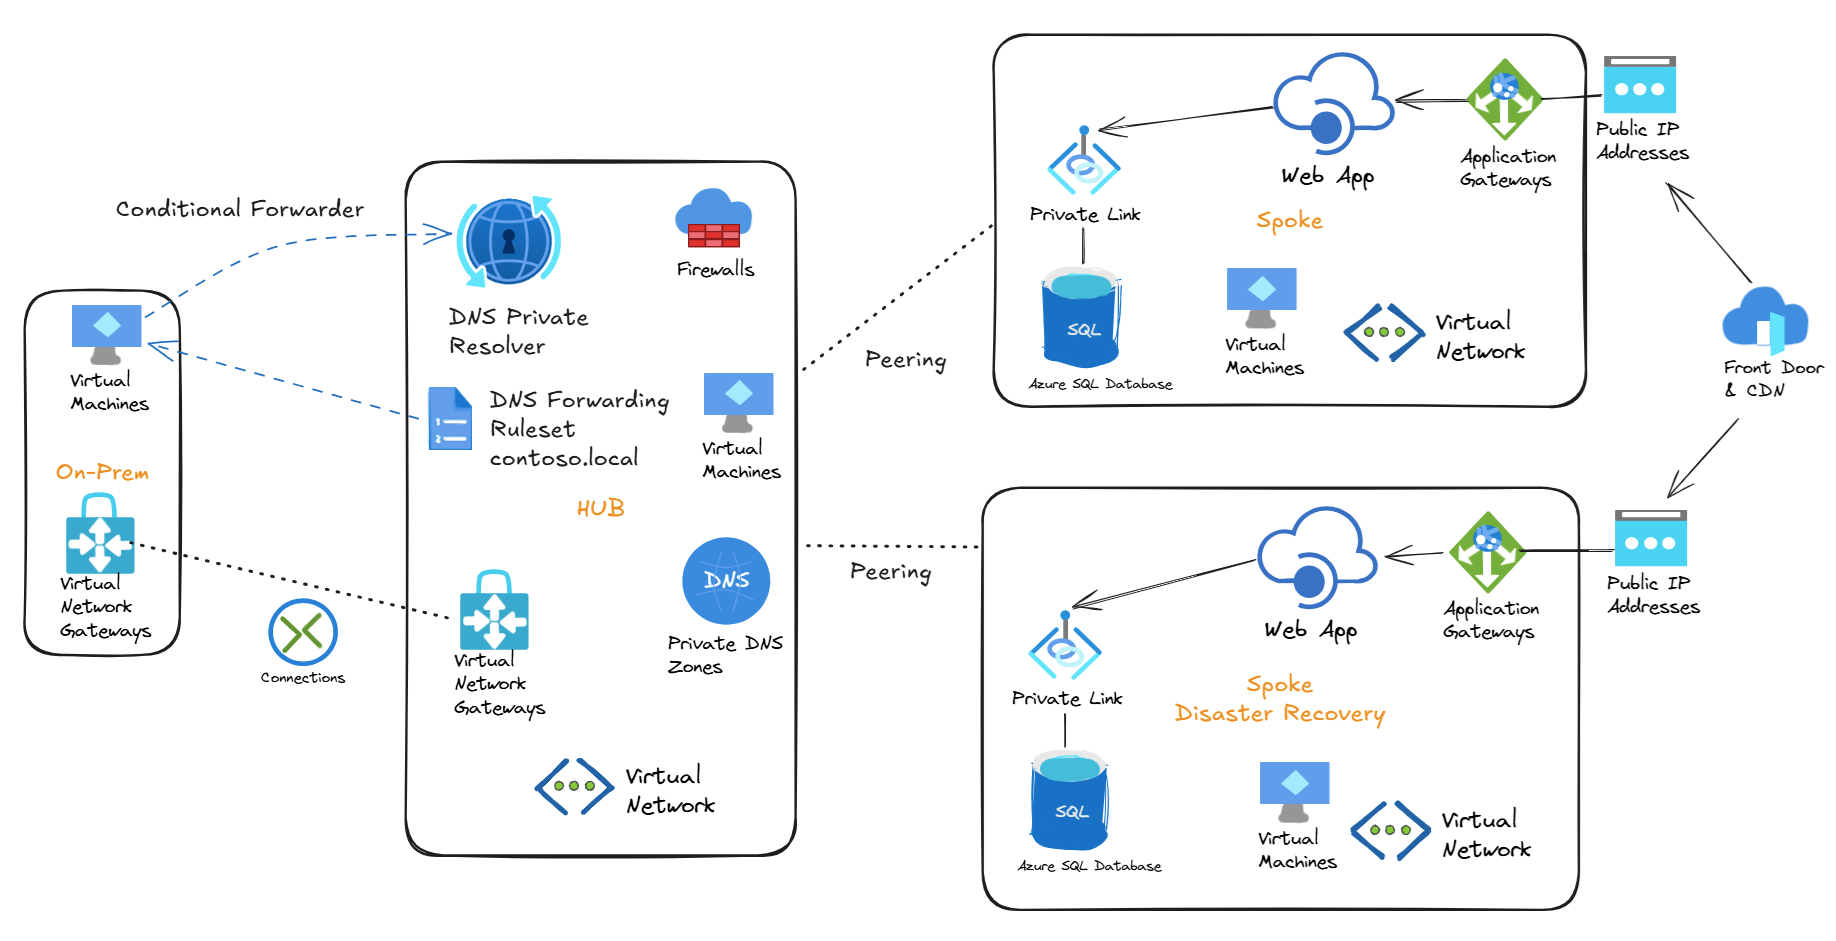 Conditional Forwarder
Virtual
Machines
On-Prem
Virtual
Network
Gateways
Connections
DNS Private
Resolver
Firewalls
DNS Forwarding
Ruleset
contoso.local
Virtual
Machines
HUB
DNS
Private DNS
Zones
Virtual
Network
Gateways
Virtual
Network
Peering
Peering
Web App
Application
Gateways
Public IP
Addresses
Private Link
Spoke
SQL
Azure SQL Database
Virtual
Machines
Virtual
Network
Front Door
& CDN
Web App
Application
Gateways
Public IP
Addresses
Private Link
Spoke
Disaster Recovery
SQL
Azure SQL Database
Virtual
Machines
Virtual
Network